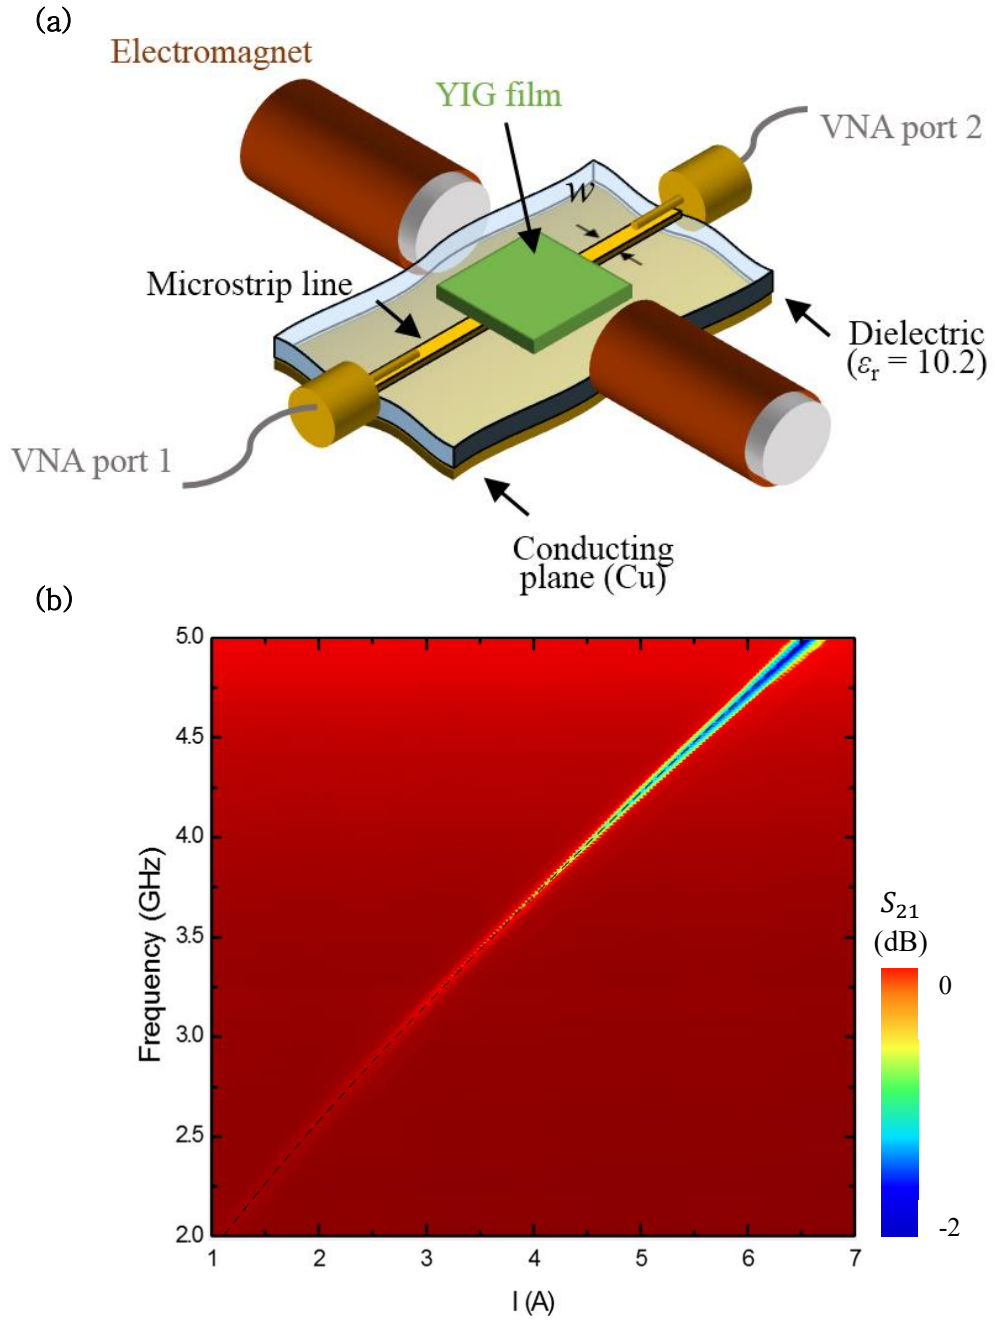 (a)
Electromagnet
YIG film
VNA port 2
w
Microstrip line
Dielectric
(εr = 10.2)
VNA port 1
Conducting
plane (Cu)
(b)
5.0
4.5
4.0
3.5
3.0
2.5
2.0
Frequency (GHz)
1 2 3 4 5 6 7
I (A)
S21
(dB)
0
-2